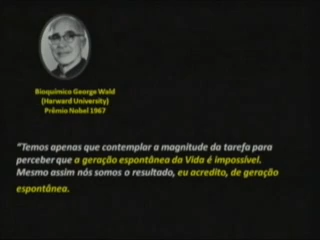 Bioquímico George Wald
(Harward University)
Prêmio Nobel 1967
“Temos apenas que contemplar a magnitude da tarefa para
perceber que a geração espontânea da Vida é impossível.
Mesmo assim nós somos o resultado, eu acredito, de geração
espontânea.